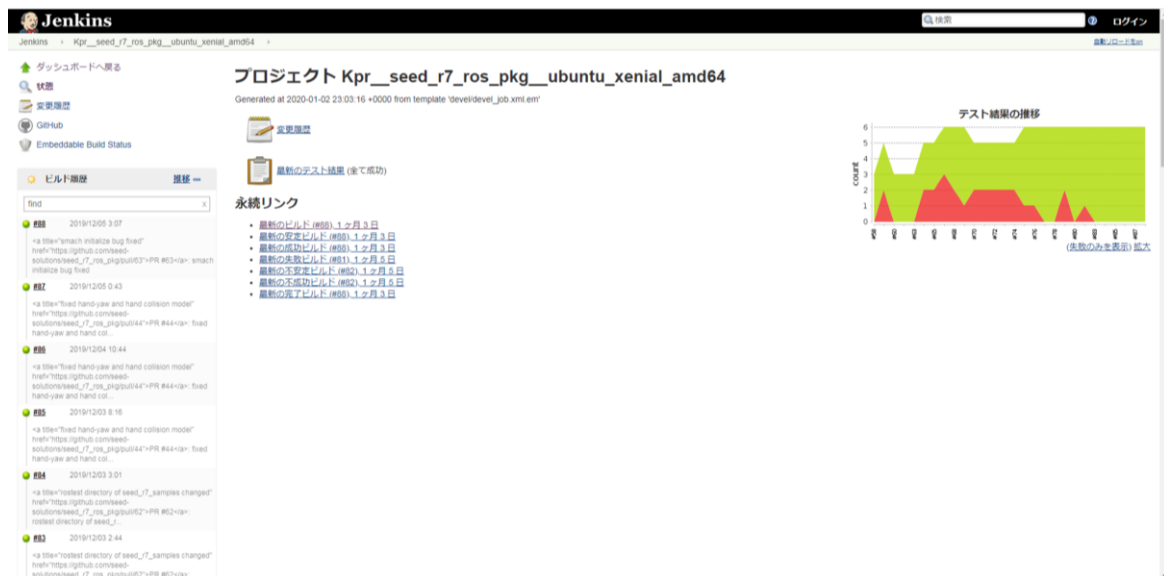 Jenkins
検索
ログイン
Jenkins › Kpr__seed_r7_ros_pkg__ubuntu_xenial_amd64 ›
自動リロードをon
ダッシュボードへ戻る
状態
変更履歴
GitHub
Embeddable Build Status
ビルド履歴 推移
find x
#88 2019/12/05 3:07
<a title="smach initialize bug fixed"
href="https://github.com/seed-
solutions/seed_r7_ros_pkg/pull/63">PR #63</a>: smach
initialize bug fixed
#87 2019/12/05 0:43
<a title="fixed hand-yaw and hand collision model"
href="https://github.com/seed-
solutions/seed_r7_ros_pkg/pull/44">PR #44</a>: fixed
hand-yaw and hand col...
#86 2019/12/04 10:44
<a title="fixed hand-yaw and hand collision model"
href="https://github.com/seed-
solutions/seed_r7_ros_pkg/pull/44">PR #44</a>: fixed
hand-yaw and hand col...
#85 2019/12/03 8:16
<a title="fixed hand-yaw and hand collision model"
href="https://github.com/seed-
solutions/seed_r7_ros_pkg/pull/44">PR #44</a>: fixed
hand-yaw and hand col...
#84 2019/12/03 3:01
<a title="rostest directory of seed_r7_samples changed"
href="https://github.com/seed-
solutions/seed_r7_ros_pkg/pull/62">PR #62</a>:
rostest directory of seed_r...
#83 2019/12/03 2:44
<a title="rostest directory of seed_r7_samples changed"
href="https://github.com/seed-
solutions/seed_r7_ros_pkg/pull/62">PR #62</a>:
プロジェクト Kpr__seed_r7_ros_pkg__ubuntu_xenial_amd64
Generated at 2020-01-02 23:03:16 +0000 from template 'devel/devel_job.xml.em'
変更履歴
最新のテスト結果 (全て成功)
永続リンク
最新のビルド (#88), 1 ヶ月 3 日
最新の安定ビルド (#88), 1 ヶ月 3 日
最新の成功ビルド (#88), 1 ヶ月 3 日
最新の失敗ビルド (#81), 1 ヶ月 5 日
最新の不安定ビルド (#82), 1 ヶ月 5 日
最新の不成功ビルド (#82), 1 ヶ月 5 日
最新の完了ビルド (#88), 1 ヶ月 3 日
テスト結果の推移
count
6
5
4
3
2
1
0
(失敗のみを表示) 拡大